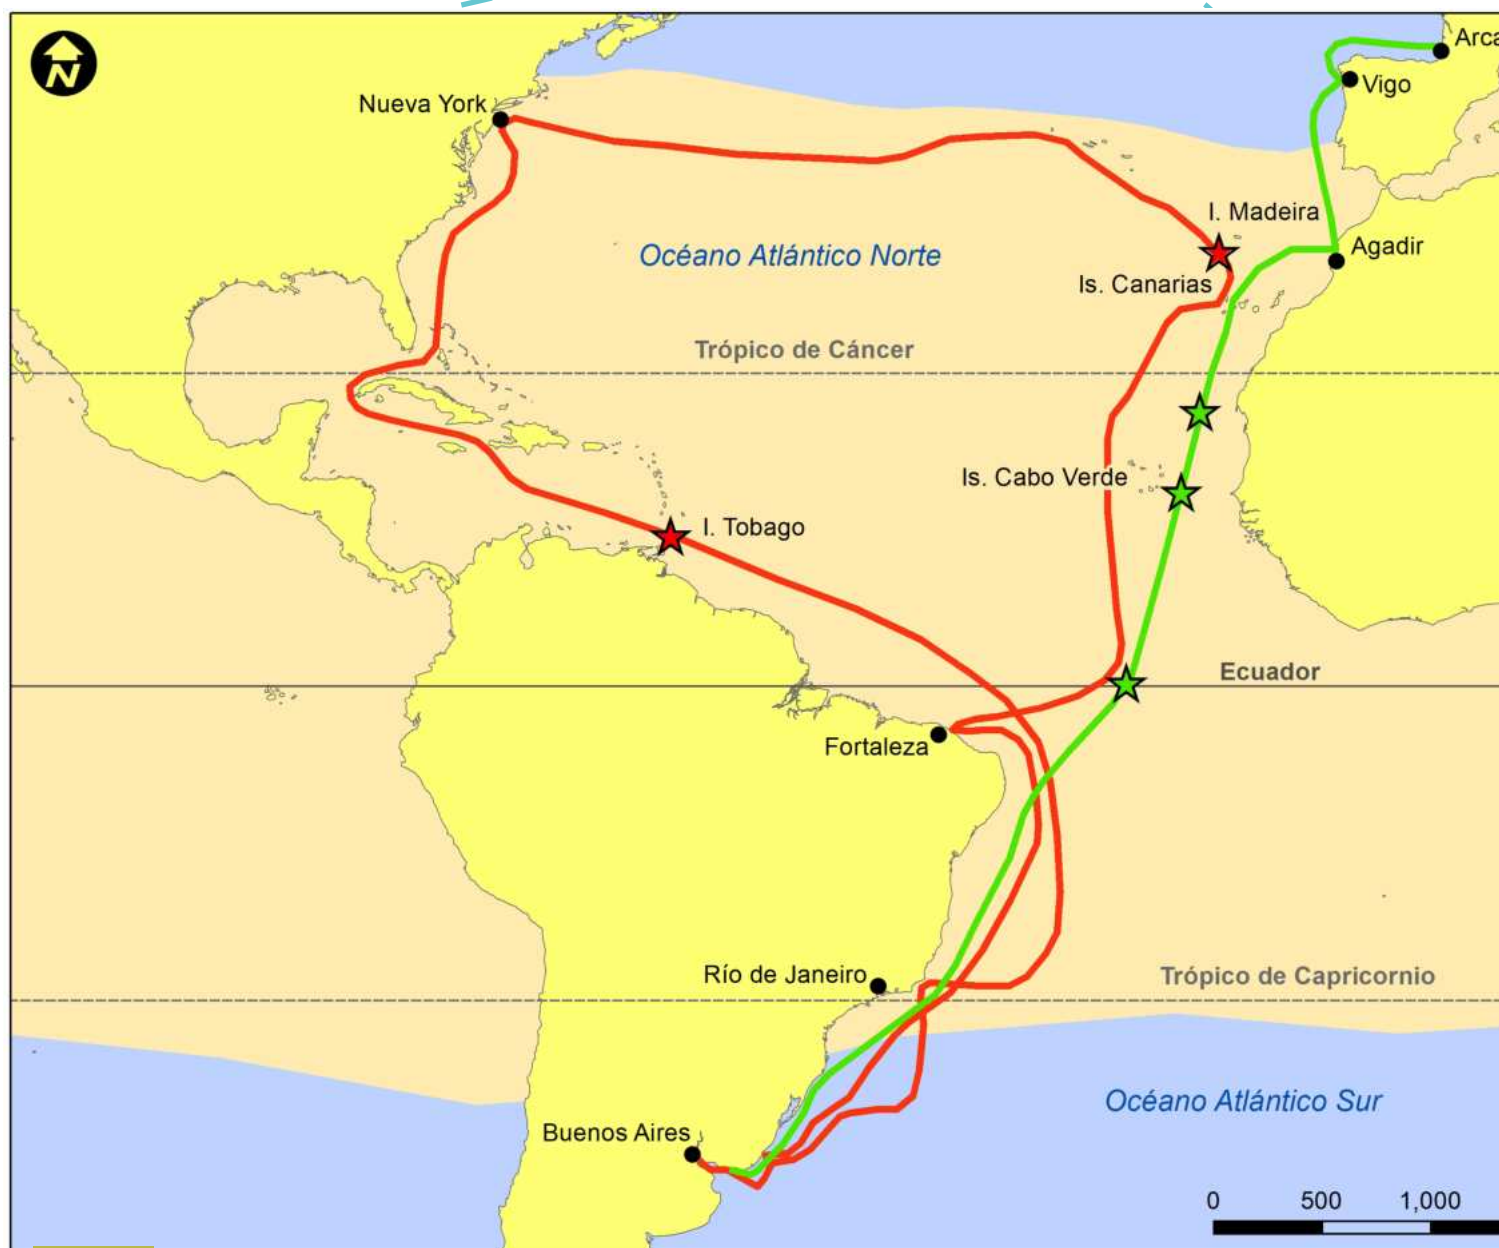 N
Arca
Vigo
Nueva York
I. Madeira
Agadir
Océano Atlántico Norte
Is. Canarias
Trópico de Cáncer
Is. Cabo Verde
I. Tobago
Ecuador
Fortaleza
Río de Janeiro
Trópico de Capricornio
Océano Atlántico Sur
Buenos Aires
0 500 1,000